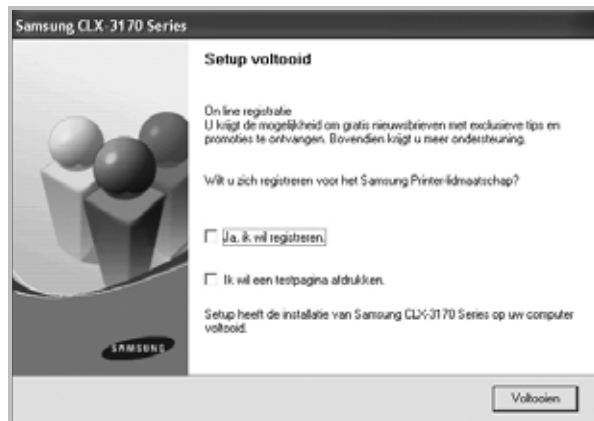 Samsung CLX-3170 Series
Setup voltooid
On line registratie
U krijgt de mogelijkheid om gratis nieuwsbrieven met exclusieve tips en
promoties te ontvangen. Bovendien krijgt u meer ondersteuning.
Wilt u zich registreren voor het Samsung Printer-lidmaatschap?
Ja, ik wil registreren.
Ik wil een testpagina afdrukken.
Setup heeft de installatie van Samsung CLX-3170 Series op uw computer
voltooid.
SAMSUNG
Voltooien